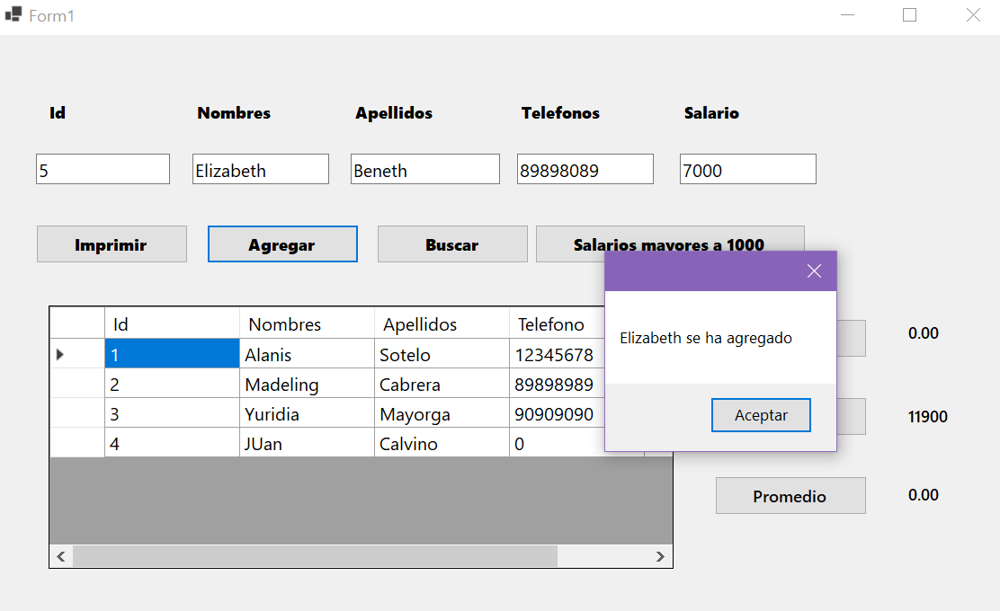 Form1
Id Nombres Apellidos Telefonos Salario
5 Elizabeth Beneth 89898089 7000
Imprimir Agregar Buscar Salarios mayores a 1000
Elizabeth se ha agregado
Aceptar
Id Nombres Apellidos Telefono
1 Alanis Sotelo 12345678
2 Madeling Cabrera 89898989
3 Yuridia Mayorga 90909090
4 JUan Calvino 0
0.00
11900
Promedio 0.00